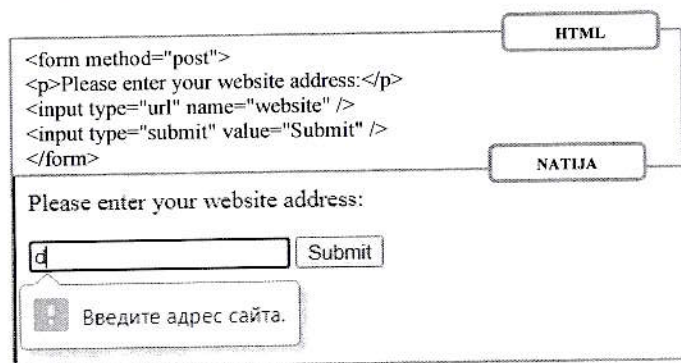 HTML
<form method="post">
<p>Please enter your website address:</p>
<input type="url" name="website" />
<input type="submit" value="Submit" />
</form>
NATIJA
Please enter your website address:
d Submit
! Введите адрес сайта.